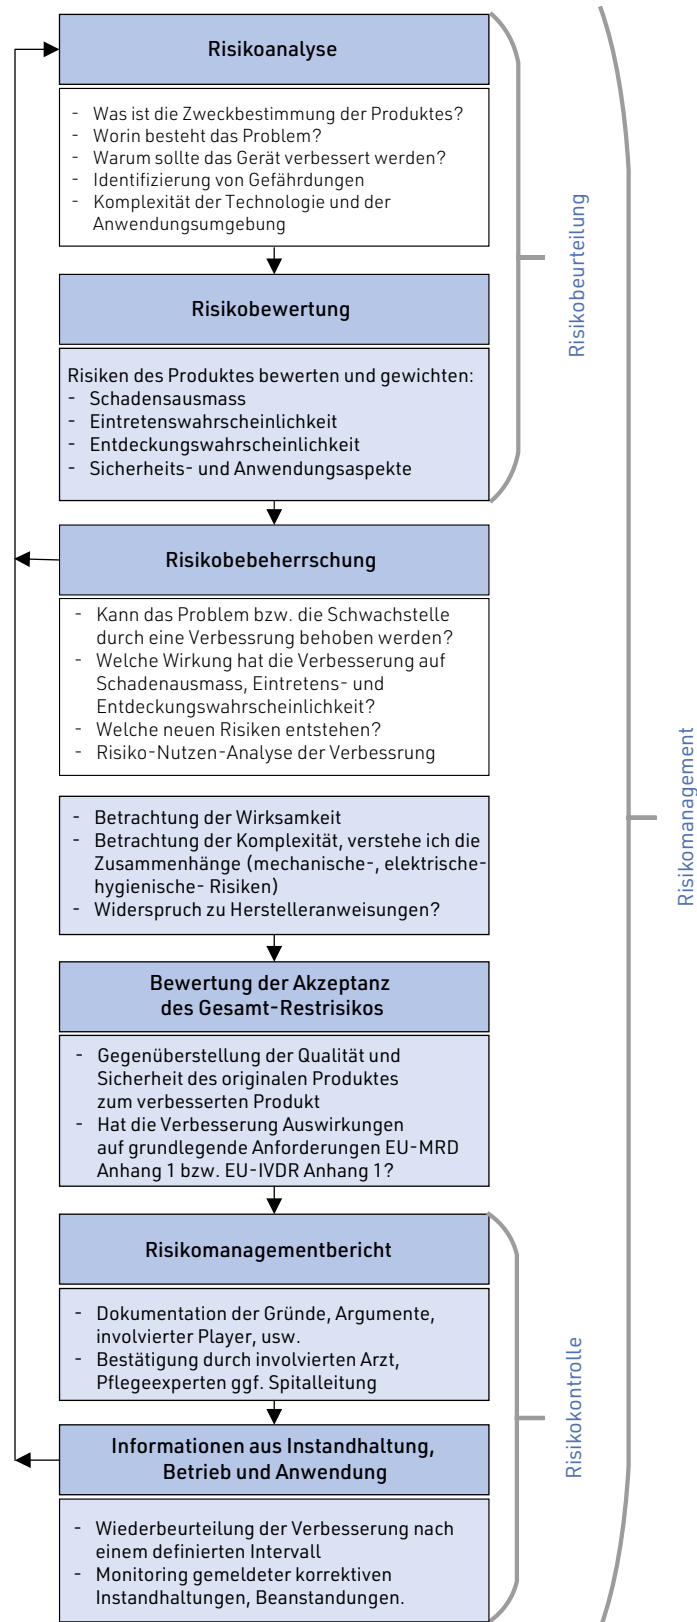 Risikoanalyse
- Was ist die Zweckbestimmung der Produktes?
- Worin besteht das Problem?
- Warum sollte das Gerät verbessert werden?
- Identifizierung von Gefährdungen
- Komplexität der Technologie und der
Anwendungsumgebung
Risikobewertung
Risiken des Produktes bewerten und gewichten:
- Schadensausmass
- Eintretenswahrscheinlichkeit
- Entdeckungswahrscheinlichkeit
- Sicherheits- und Anwendungsaspekte
Risikobeurteilung
Risikobebeherrschung
- Kann das Problem bzw. die Schwachstelle
durch eine Verbessrung behoben werden?
- Welche Wirkung hat die Verbesserung auf
Schadenausmass, Eintretens- und
Entdeckungswahrscheinlichkeit?
- Welche neuen Risiken entstehen?
- Risiko-Nutzen-Analyse der Verbessrung
- Betrachtung der Wirksamkeit
- Betrachtung der Komplexität, verstehe ich die
Zusammenhänge (mechanische-, elektrische-
hygienische- Risiken)
- Widerspruch zu Herstelleranweisungen?
Bewertung der Akzeptanz
des Gesamt-Restrisikos
- Gegenüberstellung der Qualität und
Sicherheit des originalen Produktes
zum verbesserten Produkt
- Hat die Verbesserung Auswirkungen
auf grundlegende Anforderungen EU-MRD
Anhang 1 bzw. EU-IVDR Anhang 1?
Risikomanagementbericht
- Dokumentation der Gründe, Argumente,
involvierter Player, usw.
- Bestätigung durch involvierten Arzt,
Pflegeexperten ggf. Spitalleitung
Informationen aus Instandhaltung,
Betrieb und Anwendung
- Wiederbeurteilung der Verbesserung nach
einem definierten Intervall
- Monitoring gemeldeter korrektiven
Instandhaltungen, Beanstandungen.
Risikokontrolle
Risikomanagement